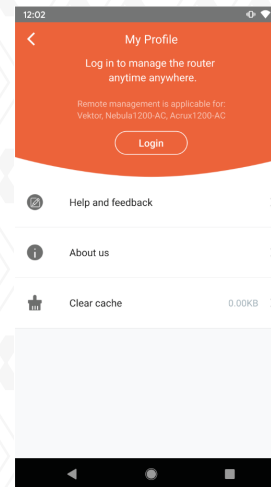 12:02
My Profile
Log in to manage the router
anytime anywhere.
Remote management is applicable for:
Vektor, Nebula1200-AC, Acrux1200-AC
Login
Help and feedback
About us
Clear cache 0.00KB